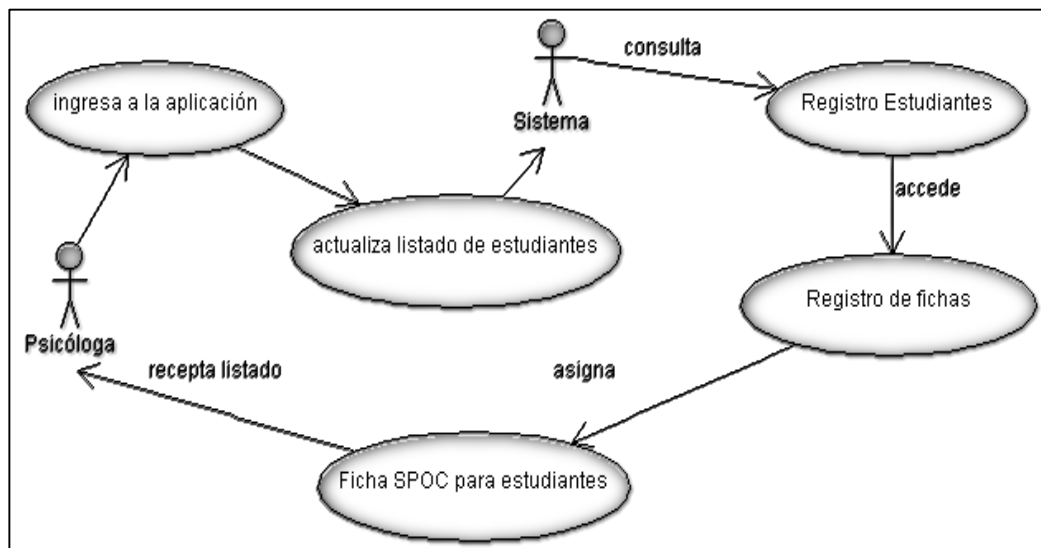 consulta
ingresa a la aplicación
Registro Estudiantes
Sistema
accede
actualiza listado de estudiantes
Registro de fichas
Psicóloga
recepta listado
asigna
Ficha SPOC para estudiantes